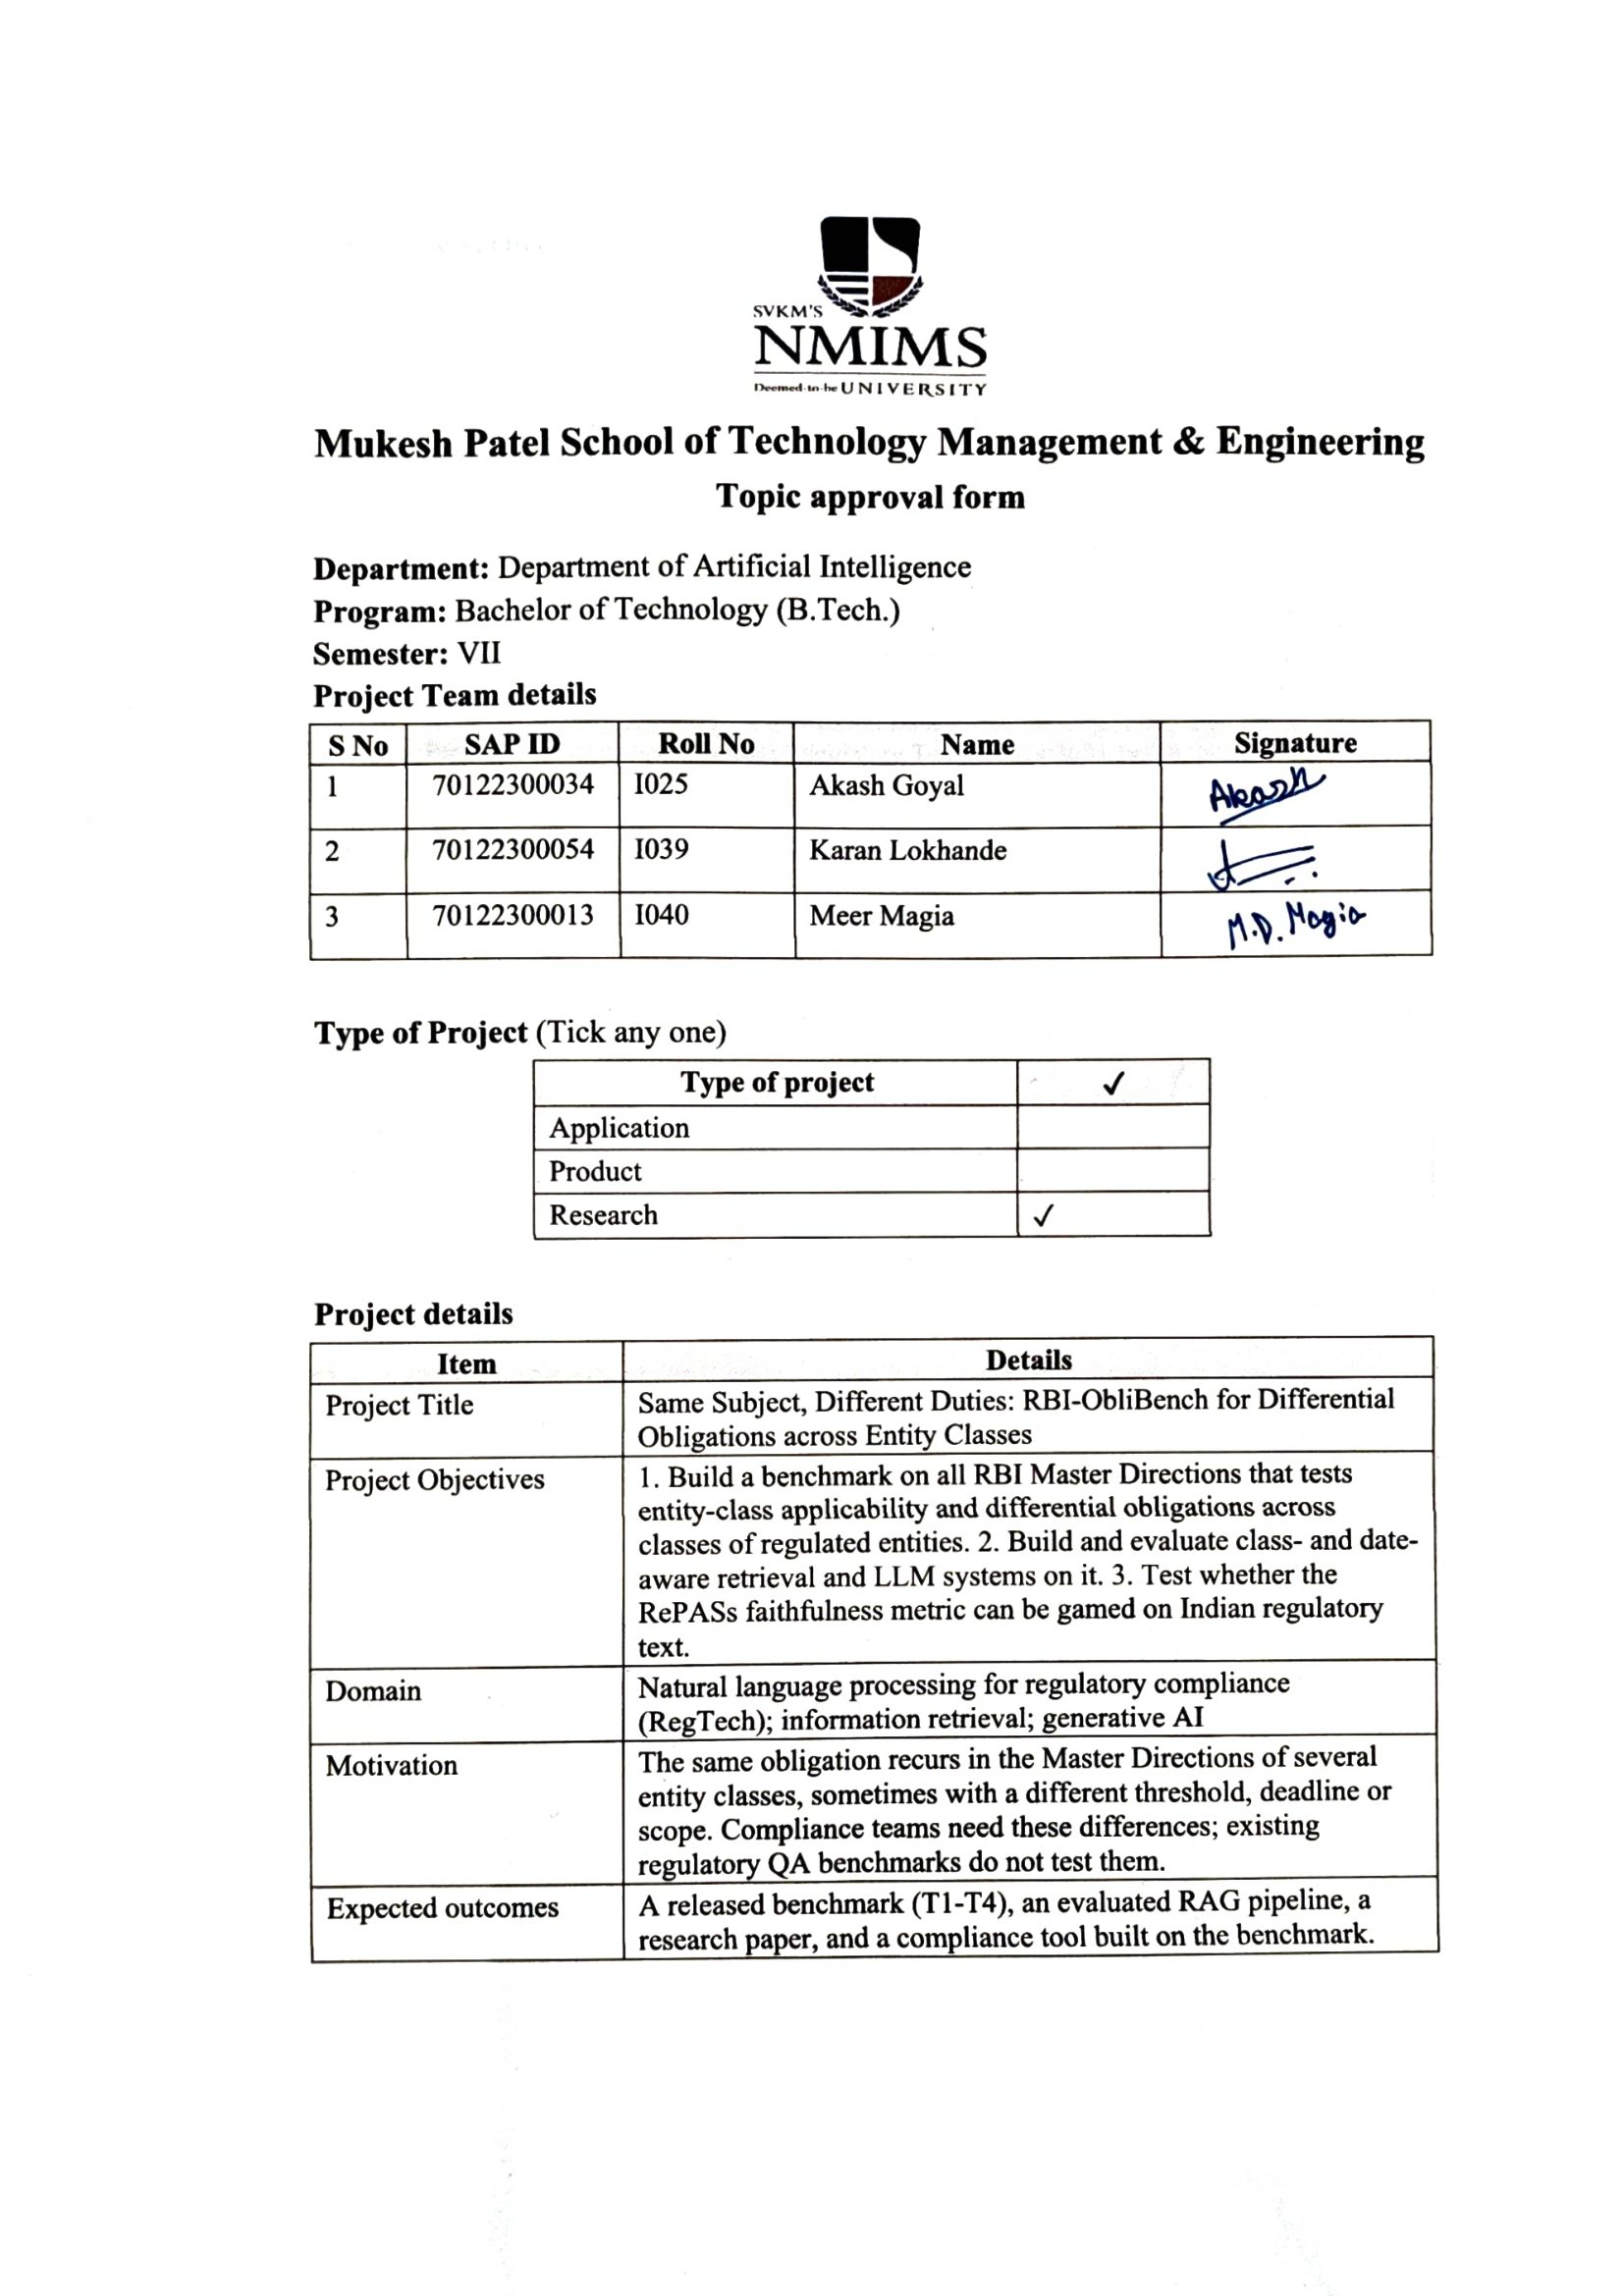 SVKM'S
NMIMS
Deemed-to-be UNIVERSITY
Mukesh Patel School of Technology Management & Engineering
Topic approval form
Department: Department of Artificial Intelligence
Program: Bachelor of Technology (B.Tech.)
Semester: VII
Project Team details
S No SAP ID Roll No Name Signature
1 70122300034 I025 Akash Goyal Akash
2 70122300054 I039 Karan Lokhande
3 70122300013 I040 Meer Magia M.D. Magia
Type of Project (Tick any one)
Type of project ✓
Application
Product
Research ✓
Project details
Item Details
Project Title Same Subject, Different Duties: RBI-ObliBench for Differential
Obligations across Entity Classes
Project Objectives 1. Build a benchmark on all RBI Master Directions that tests
entity-class applicability and differential obligations across
classes of regulated entities. 2. Build and evaluate class- and date-
aware retrieval and LLM systems on it. 3. Test whether the
RePASs faithfulness metric can be gamed on Indian regulatory
text.
Domain Natural language processing for regulatory compliance
(RegTech); information retrieval; generative AI
Motivation The same obligation recurs in the Master Directions of several
entity classes, sometimes with a different threshold, deadline or
scope. Compliance teams need these differences; existing
regulatory QA benchmarks do not test them.
Expected outcomes A released benchmark (T1-T4), an evaluated RAG pipeline, a
research paper, and a compliance tool built on the benchmark.